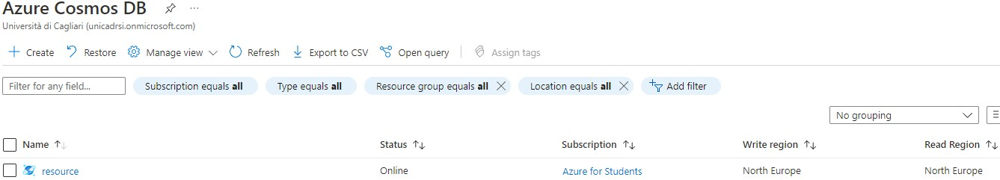 Azure Cosmos DB
Università di Cagliari (unicadrsi.onmicrosoft.com)
Create Restore Manage view Refresh Export to CSV Open query Assign tags
Filter for any field... Subscription equals all Type equals all Resource group equals all Location equals all Add filter
No grouping
Name Status Subscription Write region Read Region
resource Online Azure for Students North Europe North Europe